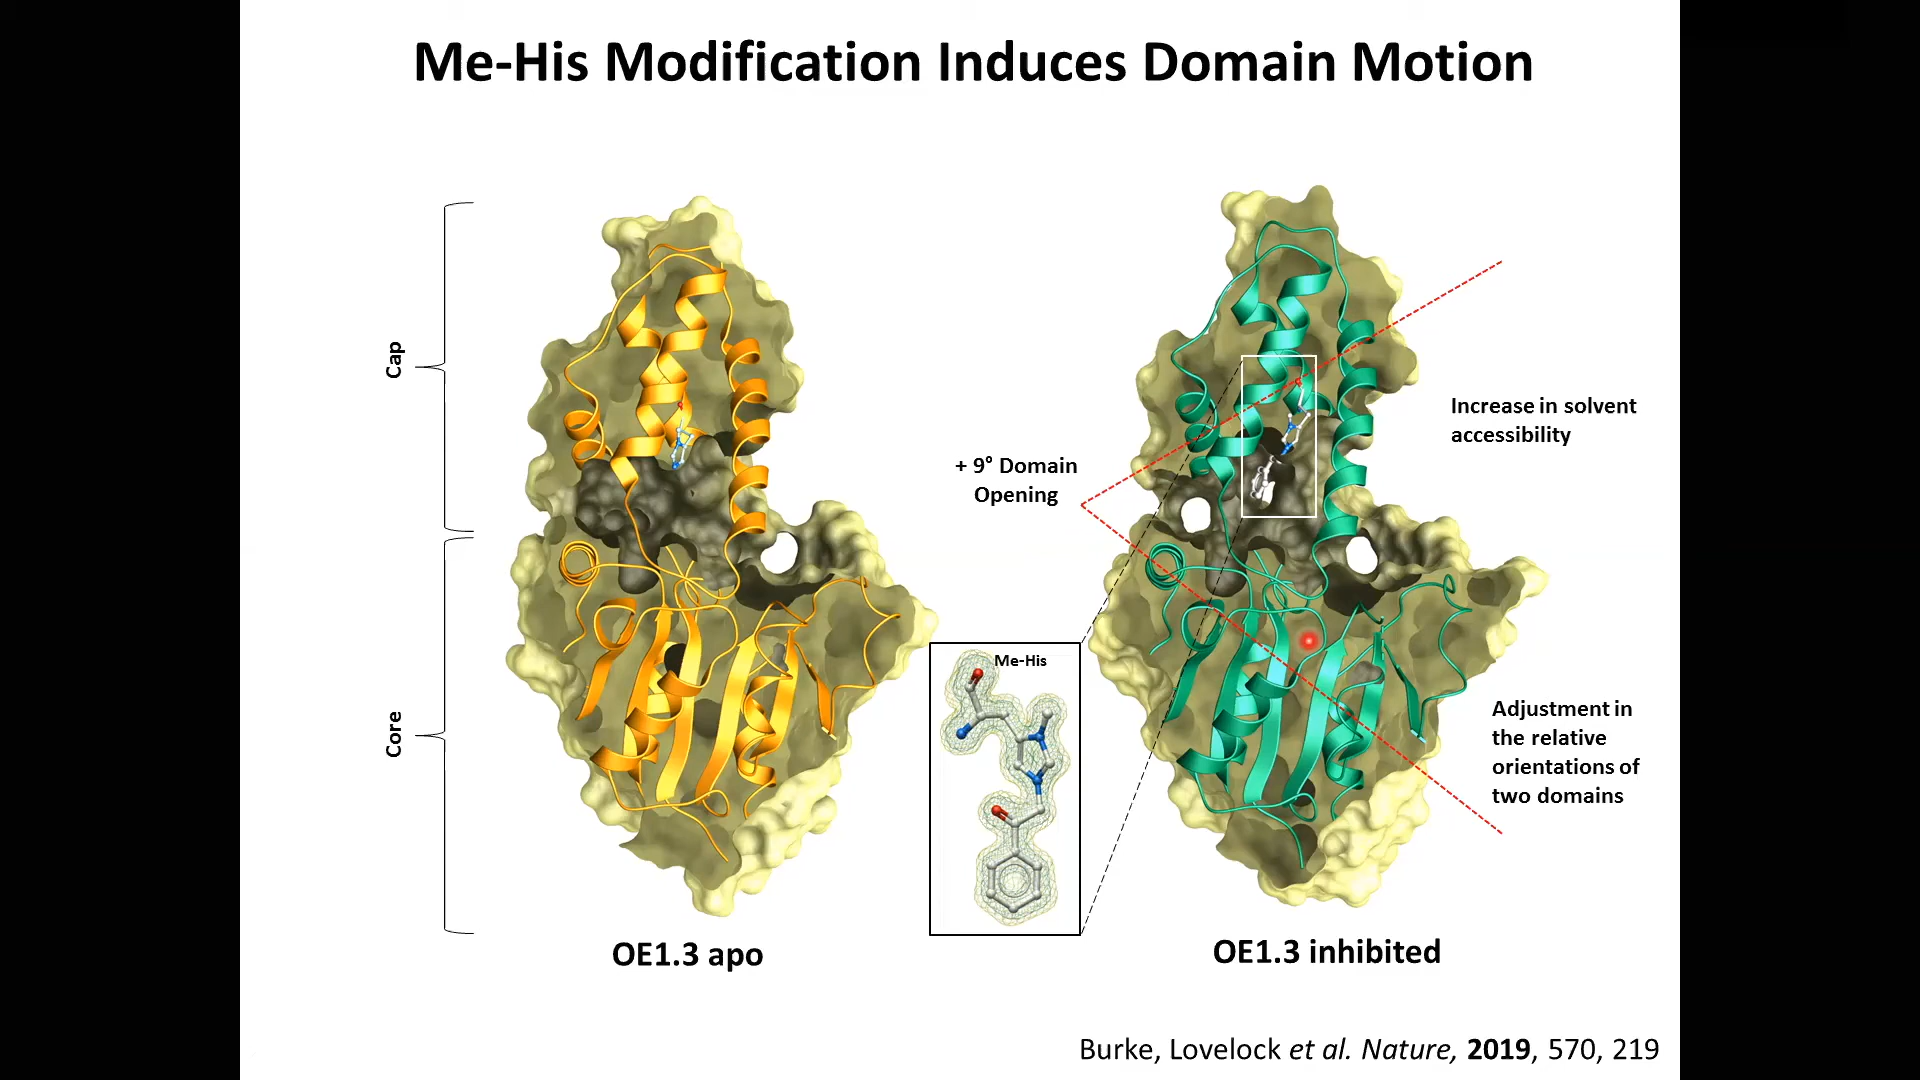 Me-His Modification Induces Domain Motion
Cap
Core
+ 9° Domain
Opening
Increase in solvent
accessibility
Me-His
Adjustment in
the relative
orientations of
two domains
OE1.3 apo
OE1.3 inhibited
Burke, Lovelock et al. Nature, 2019, 570, 219